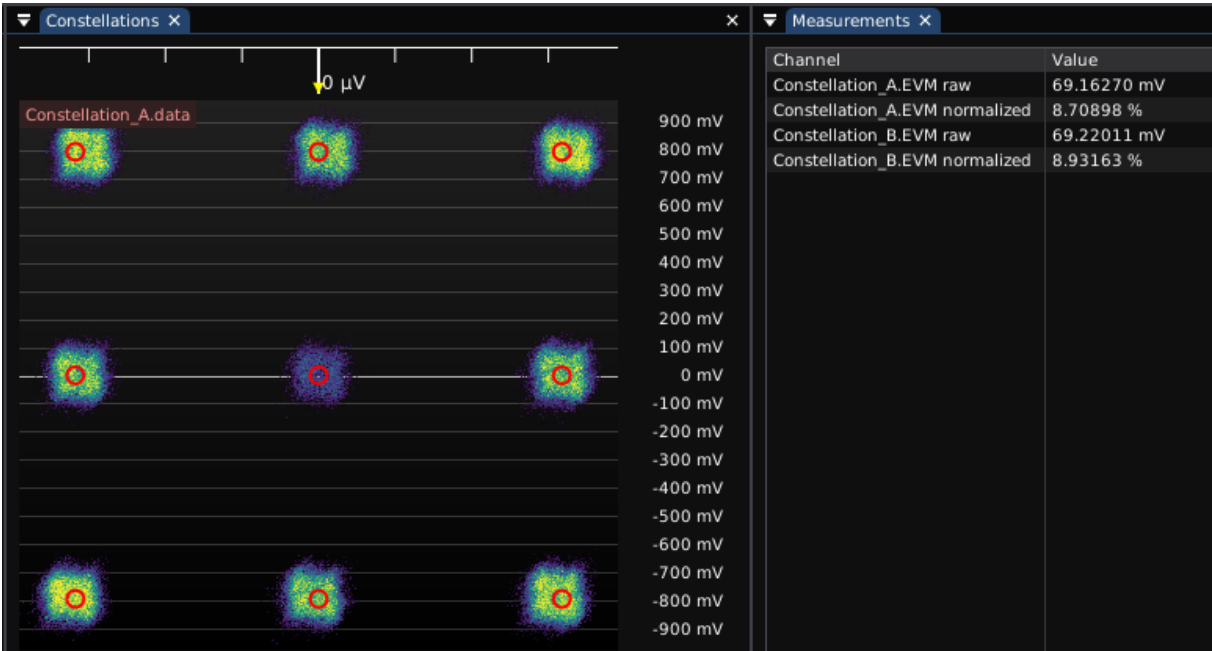 Constellations
0 µV
Constellation_A.data
900 mV
800 mV
700 mV
600 mV
500 mV
400 mV
300 mV
200 mV
100 mV
0 mV
-100 mV
-200 mV
-300 mV
-400 mV
-500 mV
-600 mV
-700 mV
-800 mV
-900 mV
Measurements
Channel Value
Constellation_A.EVM raw 69.16270 mV
Constellation_A.EVM normalized 8.70898 %
Constellation_B.EVM raw 69.22011 mV
Constellation_B.EVM normalized 8.93163 %